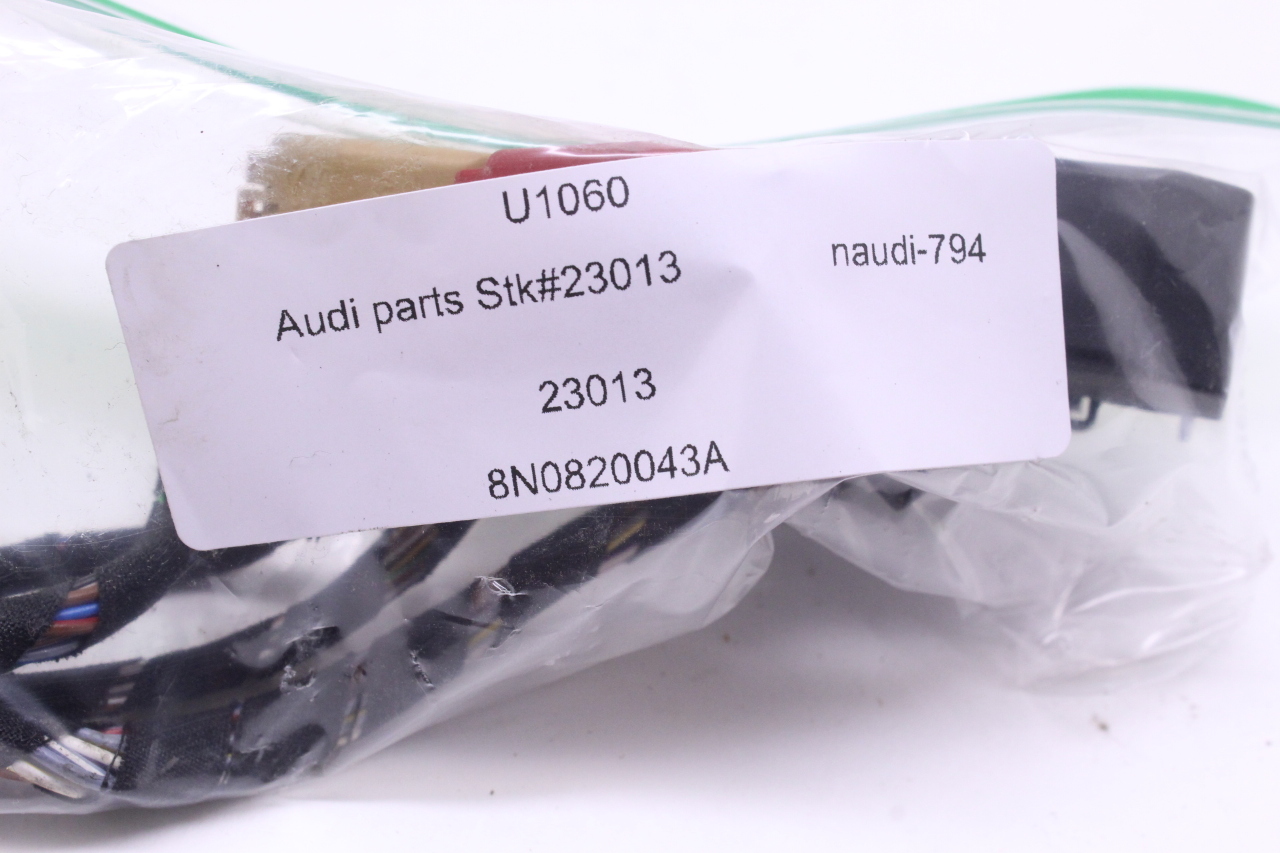 U1060
naudi-794
Audi parts Stk#23013
23013
8N0820043A